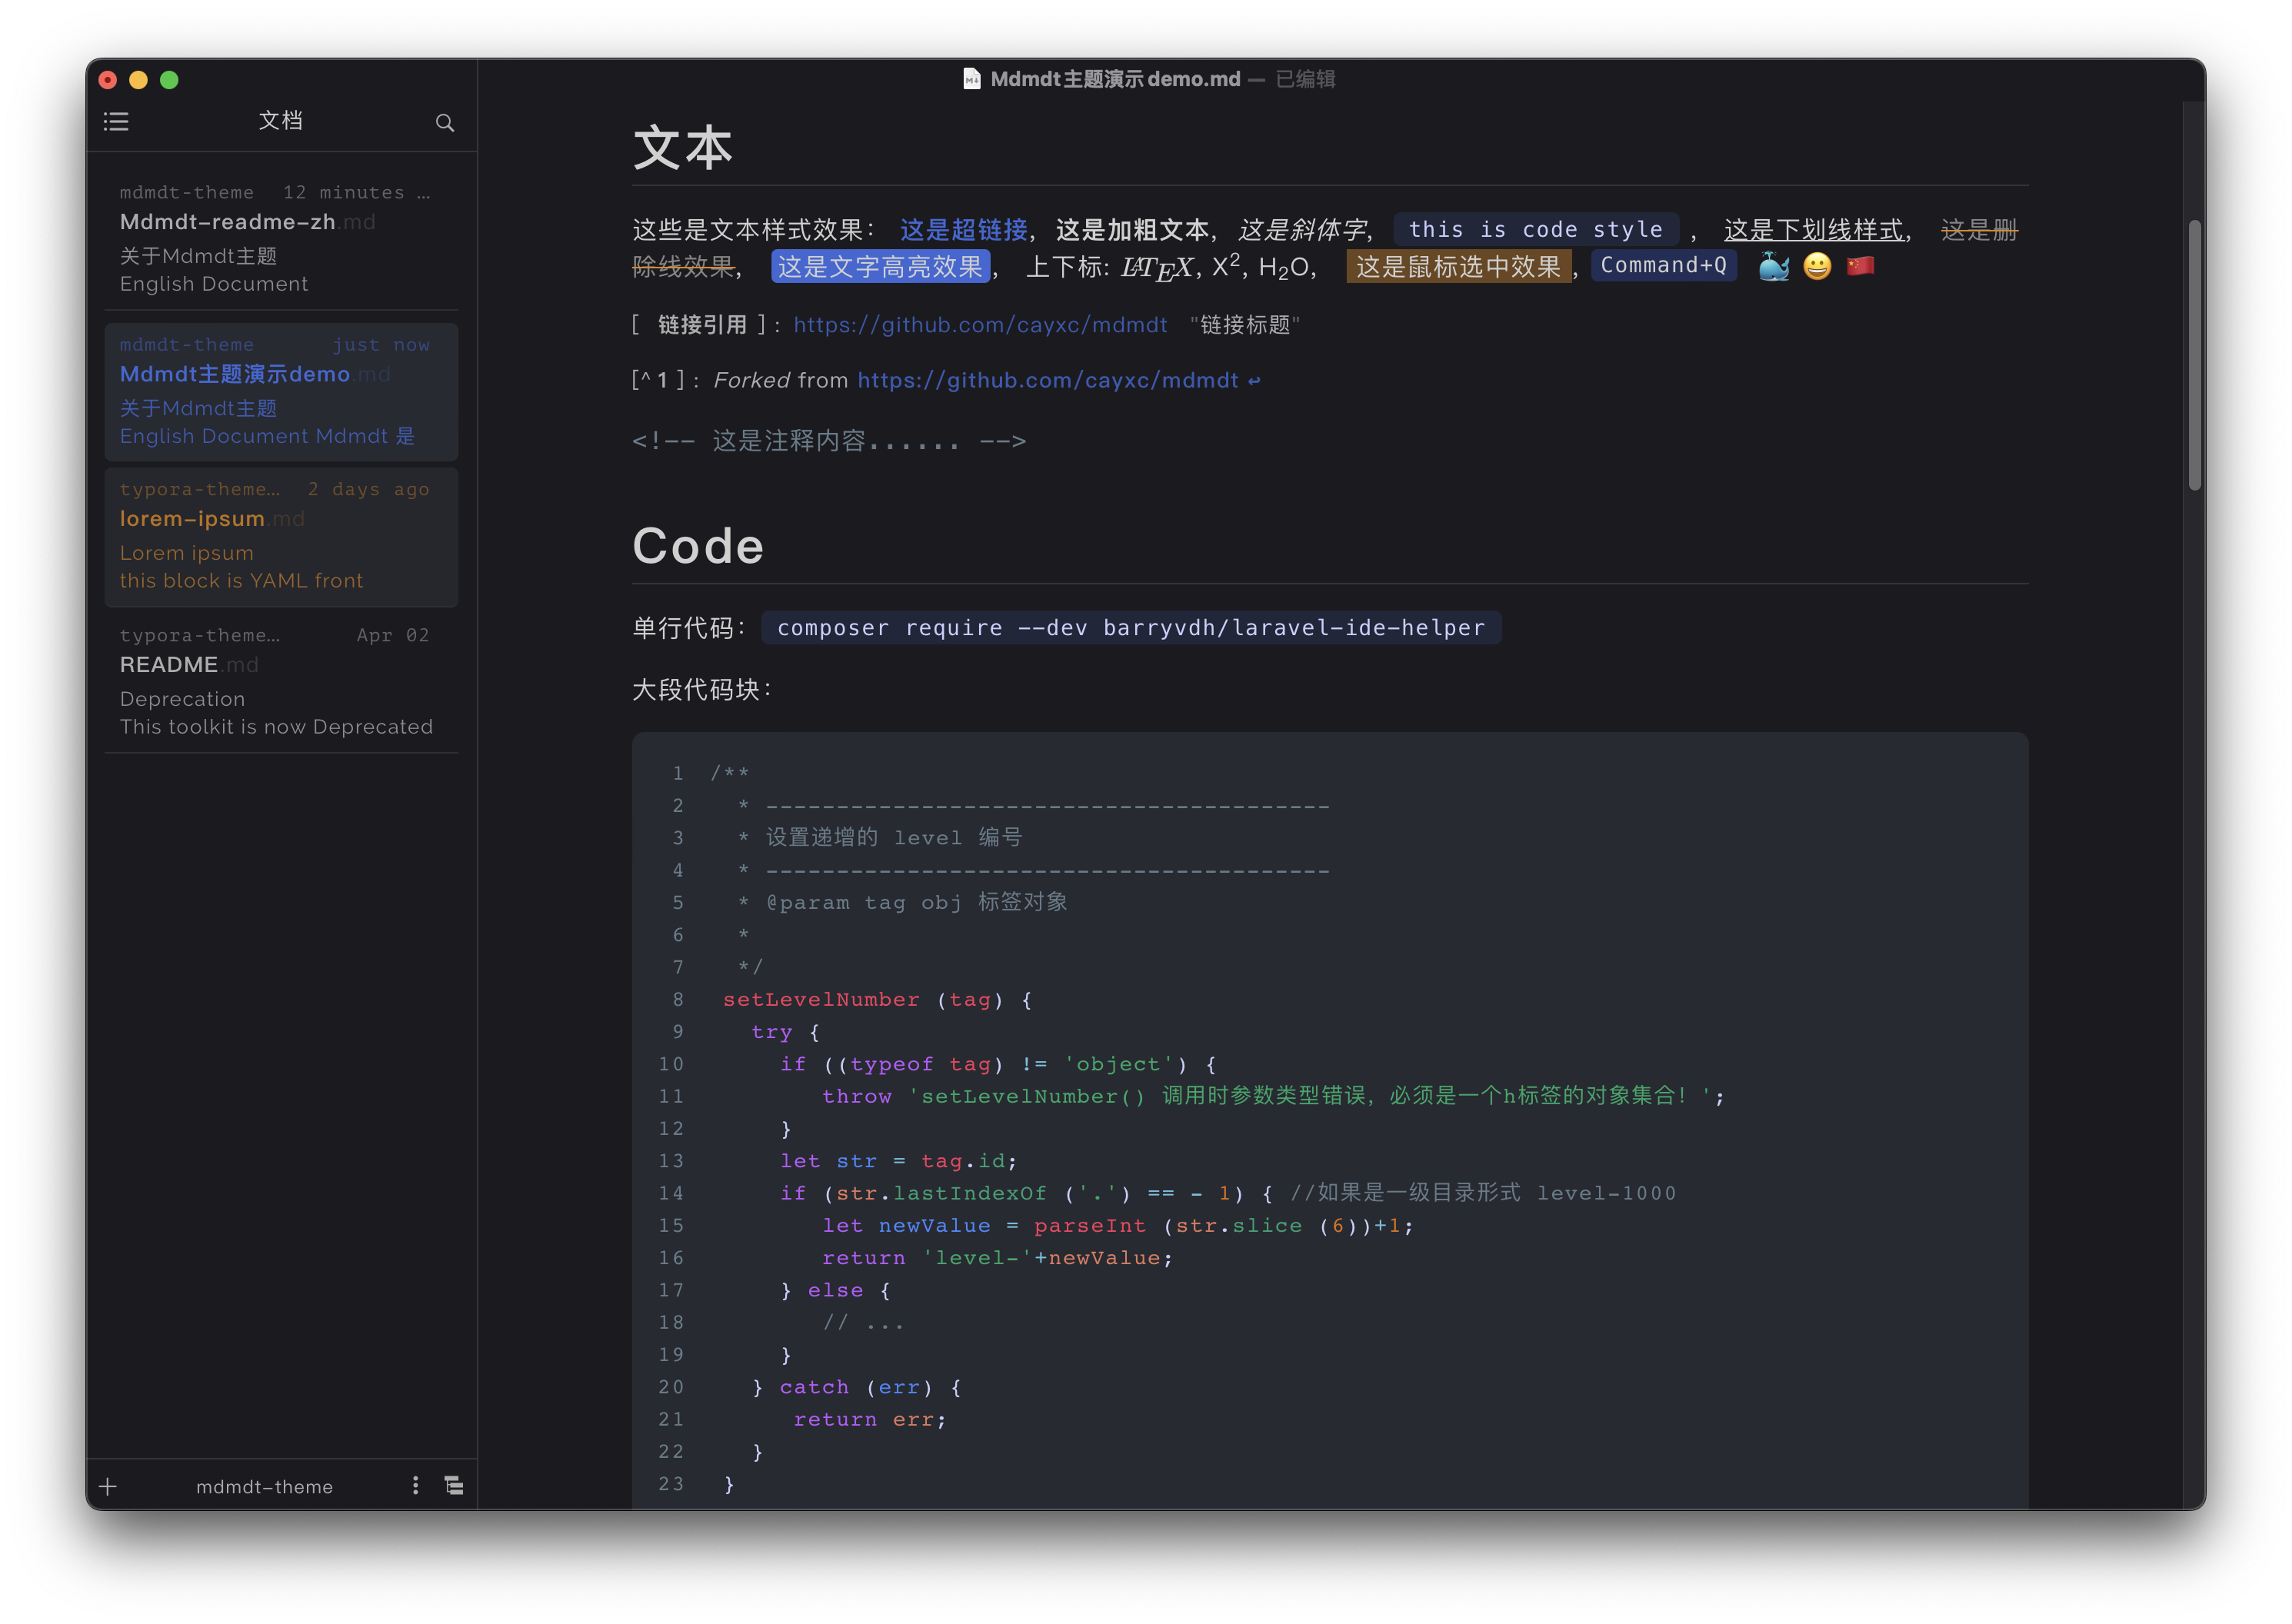 Mdmdt主题演示demo.md — 已编辑
文档
mdmdt-theme 12 minutes ...
Mdmdt-readme-zh.md
关于Mdmdt主题
English Document
mdmdt-theme just now
Mdmdt主题演示demo.md
关于Mdmdt主题
English Document Mdmdt 是
typora-theme... 2 days ago
lorem-ipsum.md
Lorem ipsum
this block is YAML front
typora-theme... Apr 02
README.md
Deprecation
This toolkit is now Deprecated
mdmdt-theme
文本
这些是文本样式效果： 这是超链接，这是加粗文本，这是斜体字， this is code style ， 这是下划线样式， 这是删
除线效果， 这是文字高亮效果， 上下标: LATEX, X2, H2O, 这是鼠标选中效果， Command+Q 🐳 😀 🇨🇳
[ 链接引用 ]: https://github.com/cayxc/mdmdt "链接标题"
[^ 1 ]: Forked from https://github.com/cayxc/mdmdt ↩
<!-- 这是注释内容...... -->
Code
单行代码： composer require --dev barryvdh/laravel-ide-helper
大段代码块：
1 /**
2 * ----------------------------------------
3 * 设置递增的 level 编号
4 * ----------------------------------------
5 * @param tag obj 标签对象
6 *
7 */
8 setLevelNumber (tag) {
9 try {
10 if ((typeof tag) != 'object') {
11 throw 'setLevelNumber() 调用时参数类型错误，必须是一个h标签的对象集合！';
12 }
13 let str = tag.id;
14 if (str.lastIndexOf ('.') == - 1) { //如果是一级目录形式 level-1000
15 let newValue = parseInt (str.slice (6))+1;
16 return 'level-'+newValue;
17 } else {
18 // ...
19 }
20 } catch (err) {
21 return err;
22 }
23 }